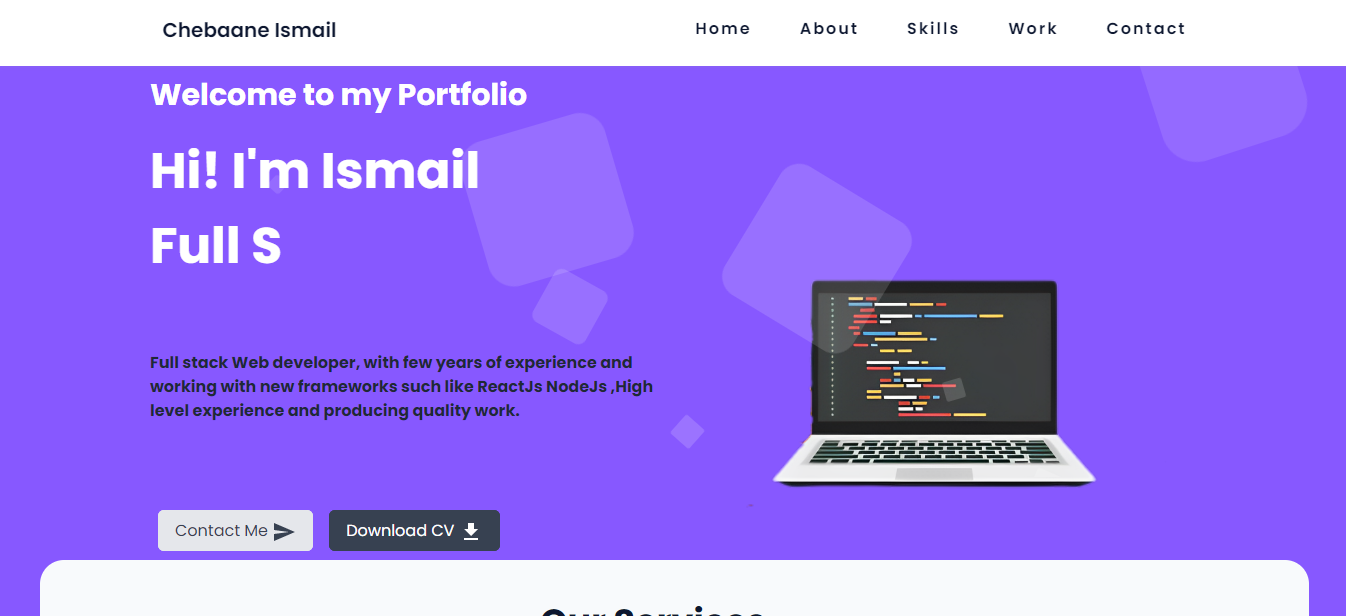 Chebaane Ismail
Home About Skills Work Contact
Welcome to my Portfolio
Hi! I'm Ismail
Full S
Full stack Web developer, with few years of experience and
working with new frameworks such like ReactJs NodeJs ,High
level experience and producing quality work.
Contact Me
Download CV
Our Services